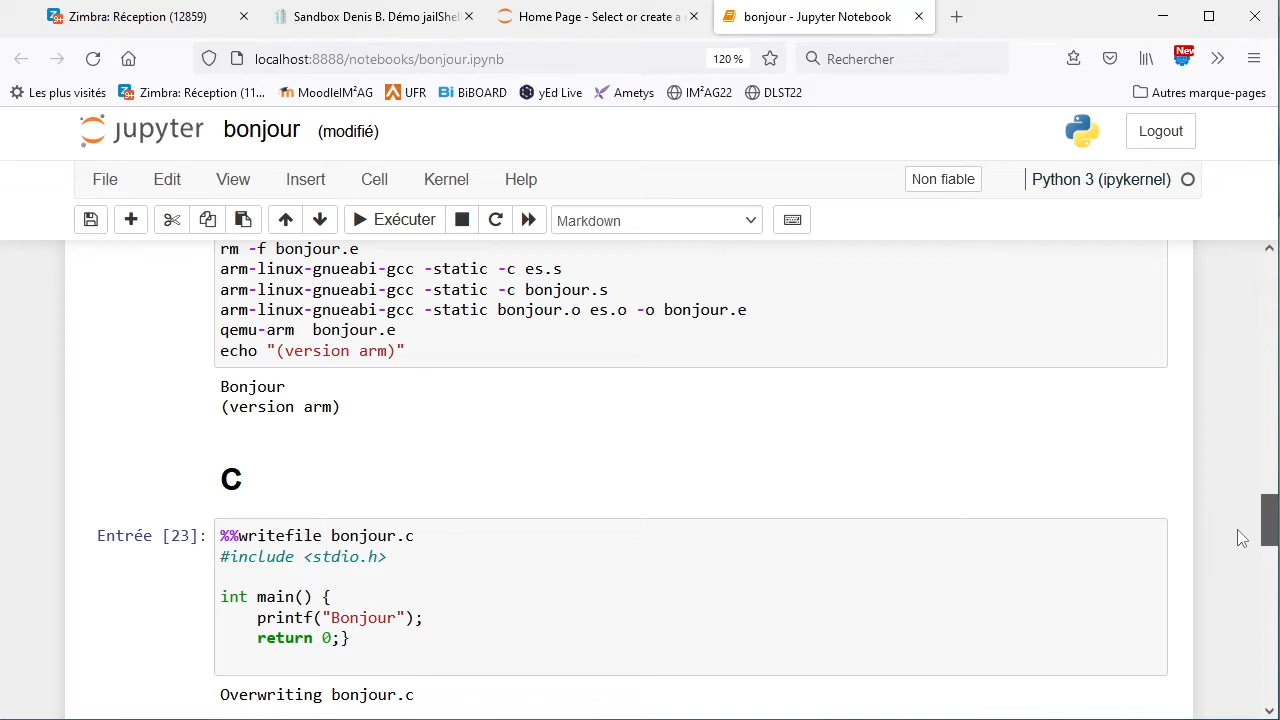 Zimbra: Réception (12859)
Sandbox Denis B. Démo jailShel
Home Page - Select or create a
bonjour - Jupyter Notebook
localhost:8888/notebooks/bonjour.ipynb
120 %
Rechercher
New
Les plus visités
Zimbra: Réception (11...
MoodleIM²AG
UFR
BiBOARD
yEd Live
Ametys
IM²AG22
DLST22
Autres marque-pages
jupyter
bonjour (modifié)
Logout
File Edit View Insert Cell Kernel Help
Non fiable
Python 3 (ipykernel)
Exécuter
Markdown
rm -f bonjour.e
arm-linux-gnueabi-gcc -static -c es.s
arm-linux-gnueabi-gcc -static -c bonjour.s
arm-linux-gnueabi-gcc -static bonjour.o es.o -o bonjour.e
qemu-arm  bonjour.e
echo "(version arm)"
Bonjour
(version arm)
C
Entrée [23]:
%%writefile bonjour.c
#include <stdio.h>
int main() {
    printf("Bonjour");
    return 0;}
Overwriting bonjour.c